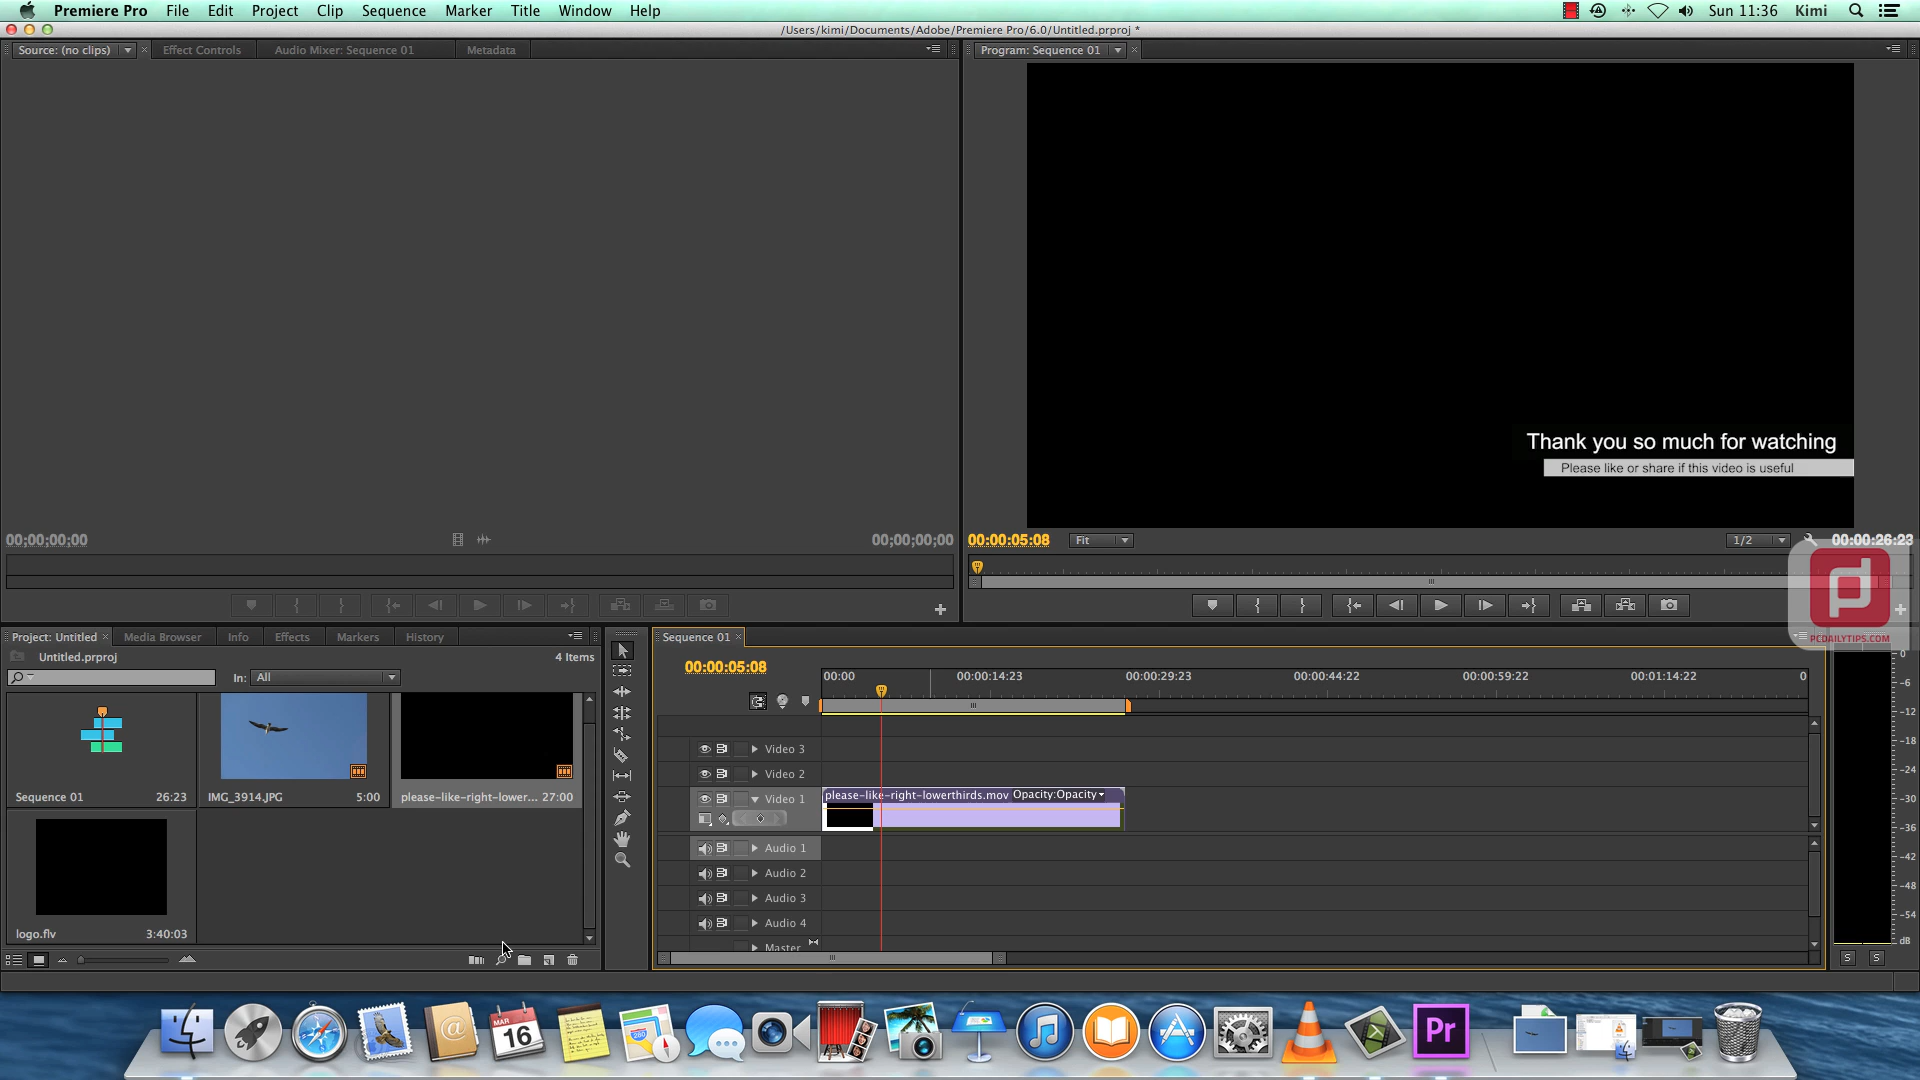 Premiere Pro File Edit Project Clip Sequence Marker Title Window Help Sun 11:36 Kimi
/Users/kimi/Documents/Adobe/Premiere Pro/6.0/Untitled.prproj *
Source: (no clips) Effect Controls Audio Mixer: Sequence 01 Metadata
Program: Sequence 01
Thank you so much for watching
Please like or share if this video is useful
00;00;00;00 00;00;00;00
00:00:05:08 Fit 1/2 00:00:26:23
PCDAILYTIPS.COM
Project: Untitled Media Browser Info Effects Markers History
Untitled.prproj 4 Items
In: All
Sequence 01 26:23
IMG_3914.JPG 5:00
please-like-right-lower... 27:00
logo.flv 3:40:03
Sequence 01
00:00:05:08
00:00 00:00:14:23 00:00:29:23 00:00:44:22 00:00:59:22 00:01:14:22 0
Video 3
Video 2
Video 1
please-like-right-lowerthirds.mov Opacity:Opacity
Audio 1
Audio 2
Audio 3
Audio 4
Master
0
-6
-12
-18
-24
-30
-36
-42
-48
-54
dB
S S
MAR
16
280
Pr